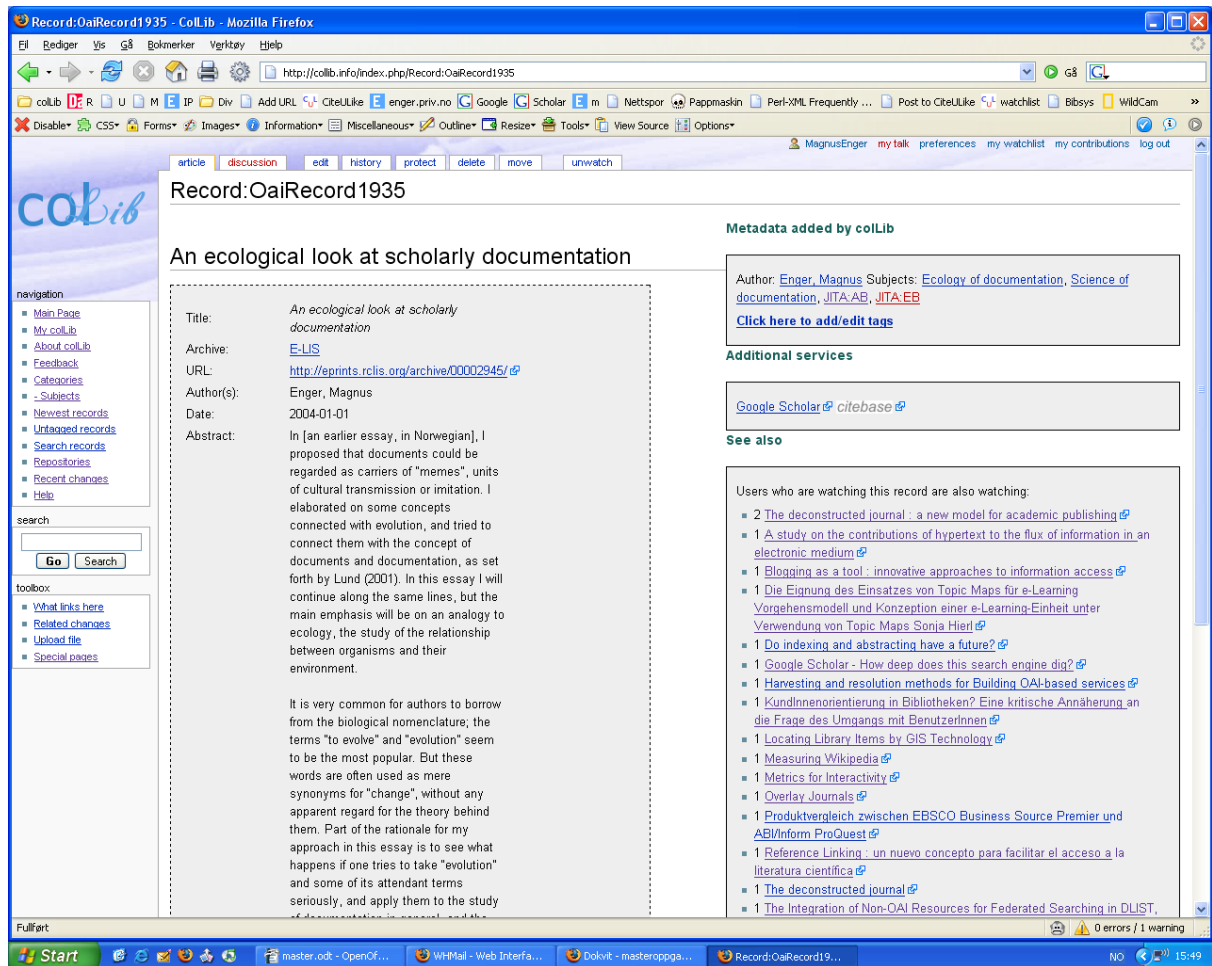 Record:OaiRecord1935 - ColLib - Mozilla Firefox
Fil Rediger Vis Gå Bokmerker Verktøy Hjelp
http://collib.info/index.php/Record:OaiRecord1935 Gå
colLib R U M IP Div Add URL CiteULike enger.priv.no Google Scholar m Nettspor Pappmaskin Perl-XML Frequently ... Post to CiteULike watchlist Bibsys WildCam »
Disable CSS Forms Images Information Miscellaneous Outline Resize Tools View Source Options
MagnusEnger my talk preferences my watchlist my contributions log out
article discussion edit history protect delete move unwatch
colLib
Record:OaiRecord1935
An ecological look at scholarly documentation
navigation
Main Page
My colLib
About colLib
Feedback
Categories
- Subjects
Newest records
Untagged records
Search records
Repositories
Recent changes
Help
search
Go Search
toolbox
What links here
Related changes
Upload file
Special pages
Title: An ecological look at scholarly
documentation
Archive: E-LIS
URL: http://eprints.rclis.org/archive/00002945/
Author(s): Enger, Magnus
Date: 2004-01-01
Abstract: In [an earlier essay, in Norwegian], I
proposed that documents could be
regarded as carriers of "memes", units
of cultural transmission or imitation. I
elaborated on some concepts
connected with evolution, and tried to
connect them with the concept of
documents and documentation, as set
forth by Lund (2001). In this essay I will
continue along the same lines, but the
main emphasis will be on an analogy to
ecology, the study of the relationship
between organisms and their
environment.
It is very common for authors to borrow
from the biological nomenclature; the
terms "to evolve" and "evolution" seem
to be the most popular. But these
words are often used as mere
synonyms for "change", without any
apparent regard for the theory behind
them. Part of the rationale for my
approach in this essay is to see what
happens if one tries to take "evolution"
and some of its attendant terms
seriously, and apply them to the study
of documentation in general, and the
Metadata added by colLib
Author: Enger, Magnus Subjects: Ecology of documentation, Science of
documentation, JITA:AB, JITA:EB
Click here to add/edit tags
Additional services
Google Scholar citebase
See also
Users who are watching this record are also watching:
2 The deconstructed journal : a new model for academic publishing
1 A study on the contributions of hypertext to the flux of information in an
electronic medium
1 Blogging as a tool : innovative approaches to information access
1 Die Eignung des Einsatzes von Topic Maps für e-Learning
Vorgehensmodell und Konzeption einer e-Learning-Einheit unter
Verwendung von Topic Maps Sonja Hierl
1 Do indexing and abstracting have a future?
1 Google Scholar - How deep does this search engine dig?
1 Harvesting and resolution methods for Building OAI-based services
1 KundInnenorientierung in Bibliotheken? Eine kritische Annäherung an
die Frage des Umgangs mit BenutzerInnen
1 Locating Library Items by GIS Technology
1 Measuring Wikipedia
1 Metrics for Interactivity
1 Overlay Journals
1 Produktvergleich zwischen EBSCO Business Source Premier und
ABI/Inform ProQuest
1 Reference Linking : un nuevo concepto para facilitar el acceso a la
literatura científica
1 The deconstructed journal
1 The Integration of Non-OAI Resources for Federated Searching in DLIST,
Fullført 0 errors / 1 warning
Start master.odt - OpenOf... WHMail - Web Interfa... Dokvit - masteroppga... Record:OaiRecord19... NO 15:49